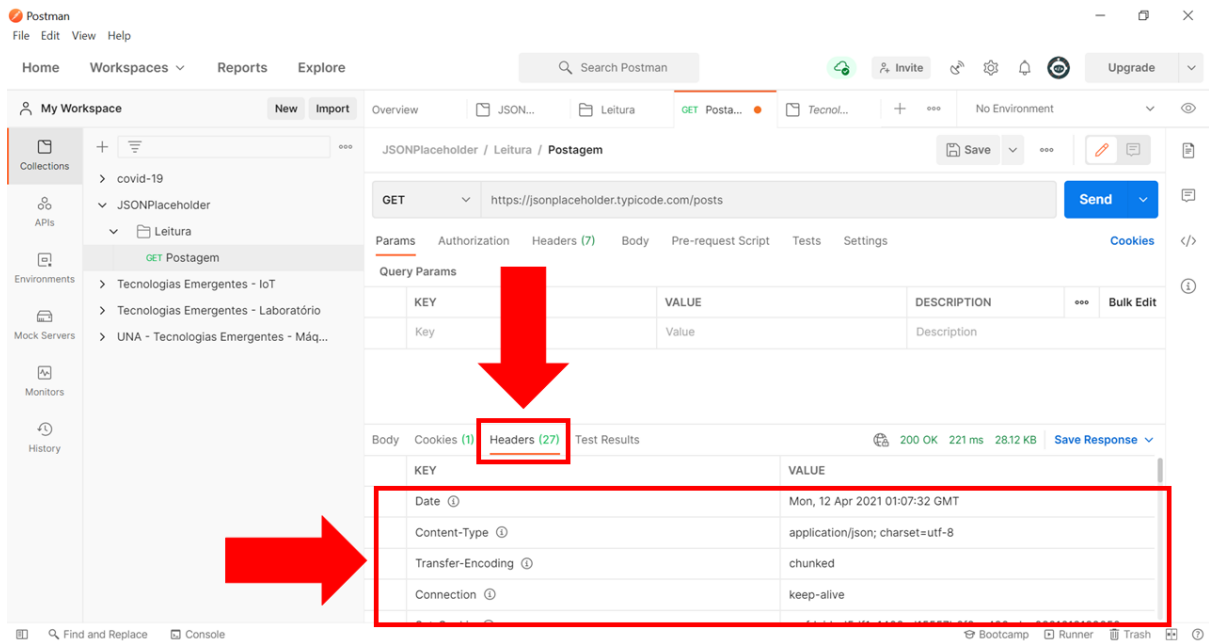 Postman
File Edit View Help
Home Workspaces Reports Explore Search Postman Invite Upgrade
My Workspace New Import Overview JSON... Leitura GET Posta... Tecnol... No Environment
Collections
APIs
Environments
Mock Servers
Monitors
History
covid-19
JSONPlaceholder
Leitura
GET Postagem
Tecnologias Emergentes - IoT
Tecnologias Emergentes - Laboratório
UNA - Tecnologias Emergentes - Máq...
JSONPlaceholder / Leitura / Postagem Save
GET https://jsonplaceholder.typicode.com/posts Send
Params Authorization Headers (7) Body Pre-request Script Tests Settings Cookies
Query Params
KEY VALUE DESCRIPTION Bulk Edit
Key Value Description
Body Cookies (1) Headers (27) Test Results 200 OK 221 ms 28.12 KB Save Response
KEY VALUE
Date Mon, 12 Apr 2021 01:07:32 GMT
Content-Type application/json; charset=utf-8
Transfer-Encoding chunked
Connection keep-alive
Find and Replace Console Bootcamp Runner Trash